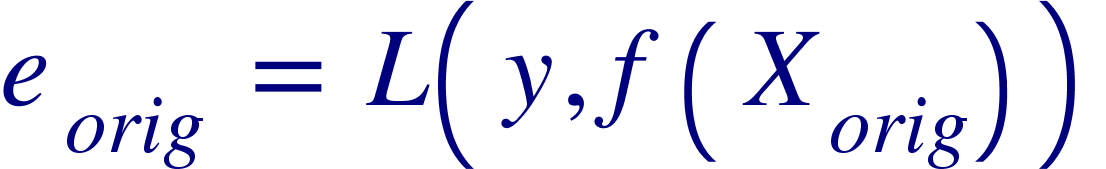 e_orig = L(y, f(X_orig))